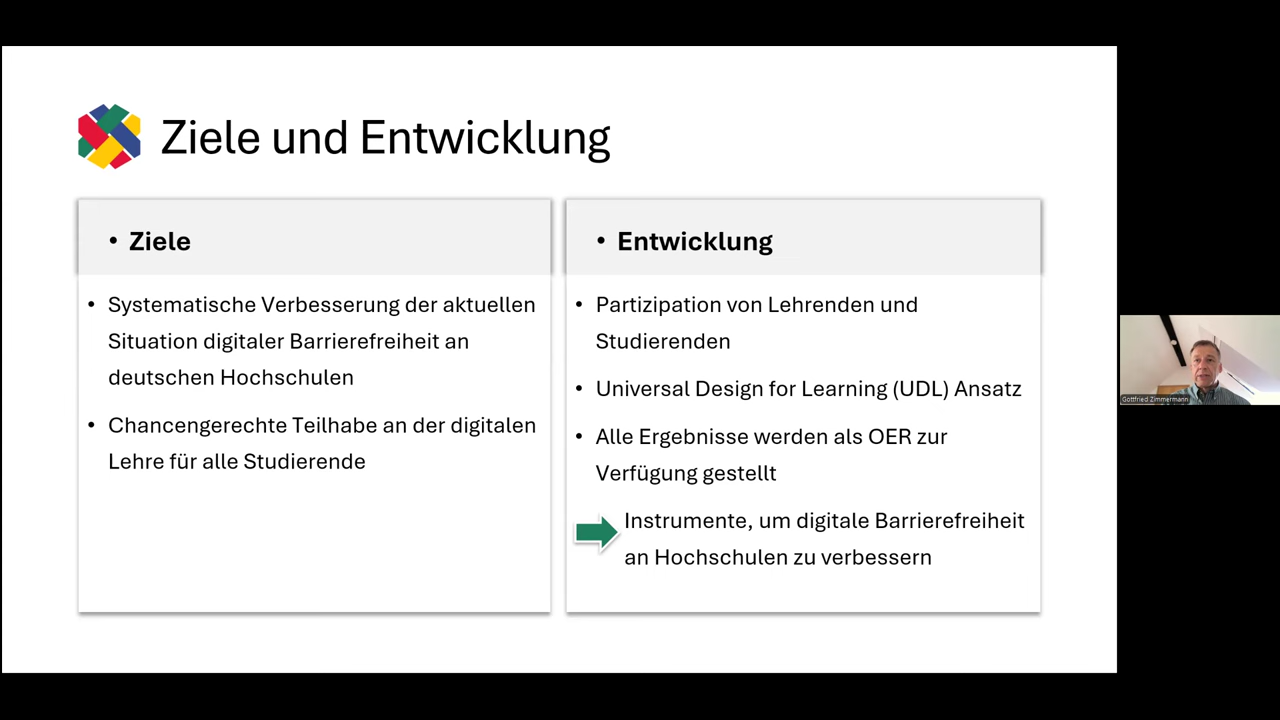 Ziele und Entwicklung
• Ziele
• Systematische Verbesserung der aktuellen
Situation digitaler Barrierefreiheit an
deutschen Hochschulen
• Chancengerechte Teilhabe an der digitalen
Lehre für alle Studierende
• Entwicklung
• Partizipation von Lehrenden und
Studierenden
• Universal Design for Learning (UDL) Ansatz
• Alle Ergebnisse werden als OER zur
Verfügung gestellt
Instrumente, um digitale Barrierefreiheit
an Hochschulen zu verbessern
Gottfried Zimmermann